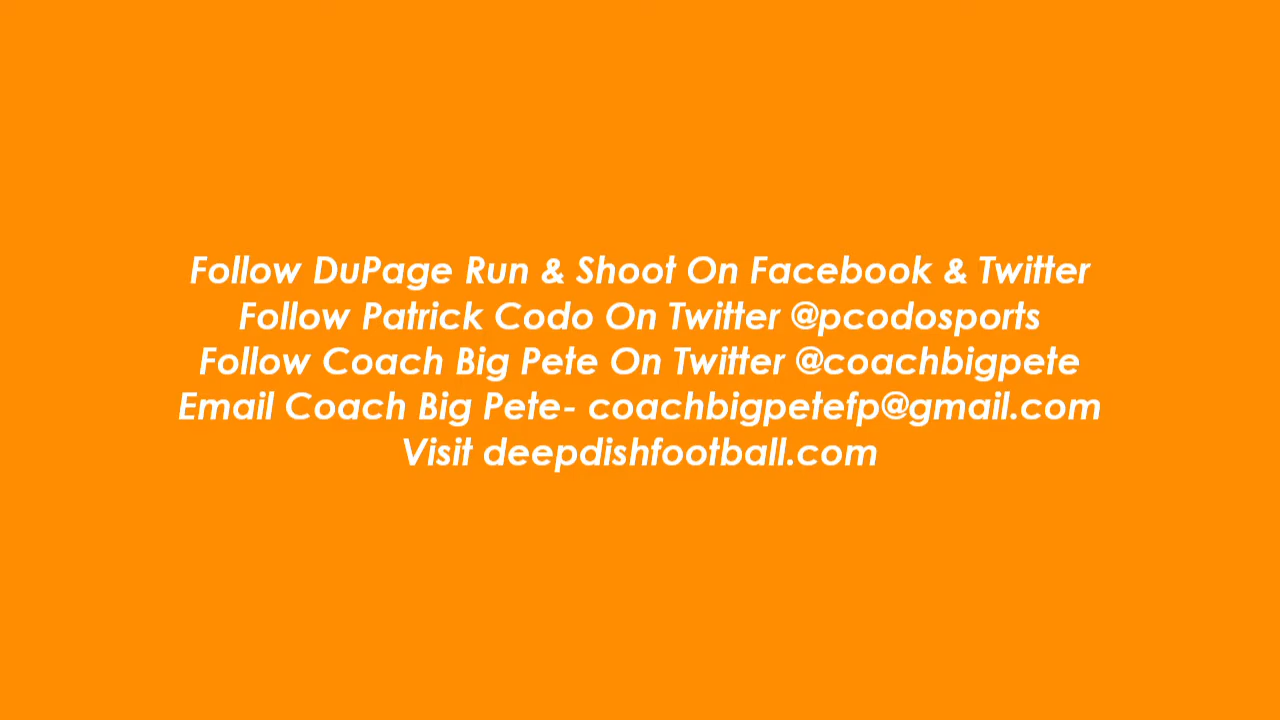 Follow DuPage Run & Shoot On Facebook & Twitter
Follow Patrick Codo On Twitter @pcodosports
Follow Coach Big Pete On Twitter @coachbigpete
Email Coach Big Pete- coachbigpetefp@gmail.com
Visit deepdishfootball.com